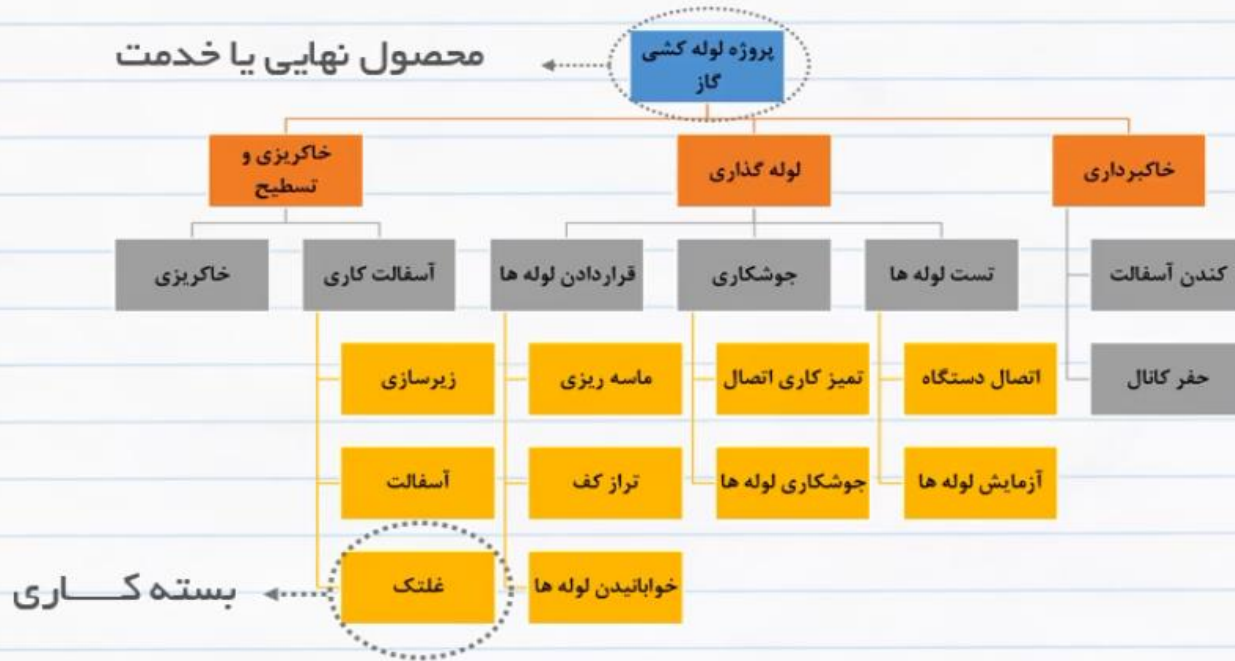 محصول نهایی یا خدمت
پروژه لوله کشی
گاز
خاکبرداری
لوله گذاری
خاکریزی و
تسطیح
کندن آسفالت
تست لوله ها
جوشکاری
قراردادن لوله ها
آسفالت کاری
خاکریزی
حفر کانال
اتصال دستگاه
تمیز کاری اتصال
ماسه ریزی
زیرسازی
آزمایش لوله ها
جوشکاری لوله ها
تراز کف
آسفالت
خوابانیدن لوله ها
غلتک
بسته کـــاری